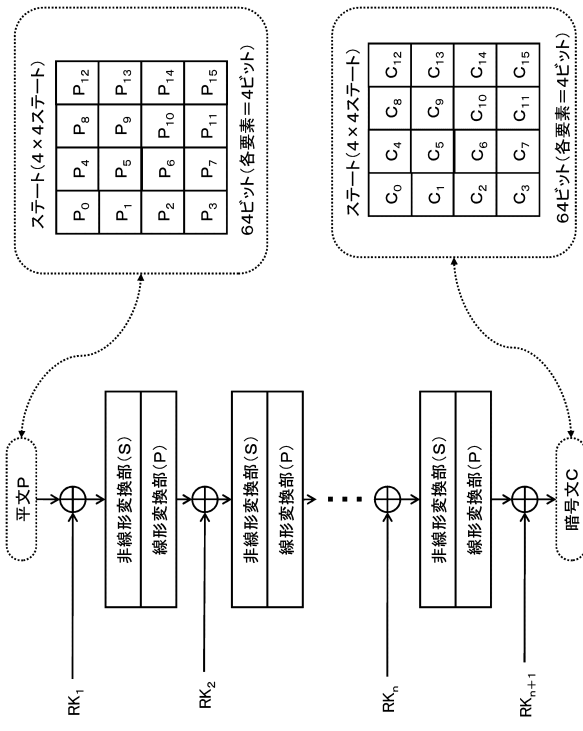 平文P
RK1
非線形変換部(S)
線形変換部(P)
RK2
非線形変換部(S)
線形変換部(P)
RKn
非線形変換部(S)
線形変換部(P)
RKn+1
暗号文C
ステート(4×4ステート)
P0 P4 P8 P12
P1 P5 P9 P13
P2 P6 P10 P14
P3 P7 P11 P15
64ビット(各要素=4ビット)
ステート(4×4ステート)
C0 C4 C8 C12
C1 C5 C9 C13
C2 C6 C10 C14
C3 C7 C11 C15
64ビット(各要素=4ビット)